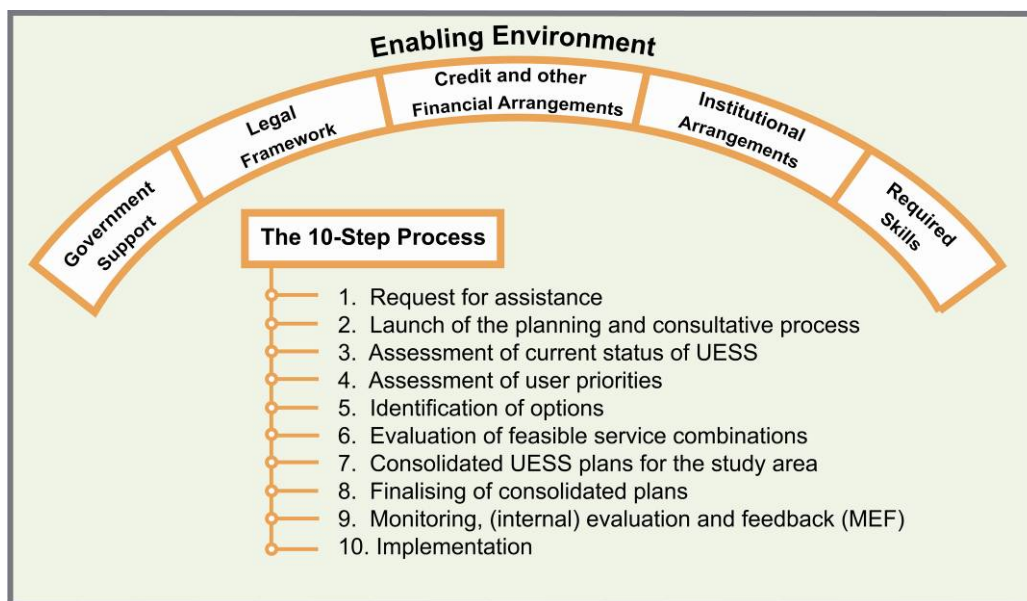 Enabling Environment
Government
Support
Legal
Framework
Credit and other
Financial Arrangements
Institutional
Arrangements
Required
Skills
The 10-Step Process
1. Request for assistance
2. Launch of the planning and consultative process
3. Assessment of current status of UESS
4. Assessment of user priorities
5. Identification of options
6. Evaluation of feasible service combinations
7. Consolidated UESS plans for the study area
8. Finalising of consolidated plans
9. Monitoring, (internal) evaluation and feedback (MEF)
10. Implementation